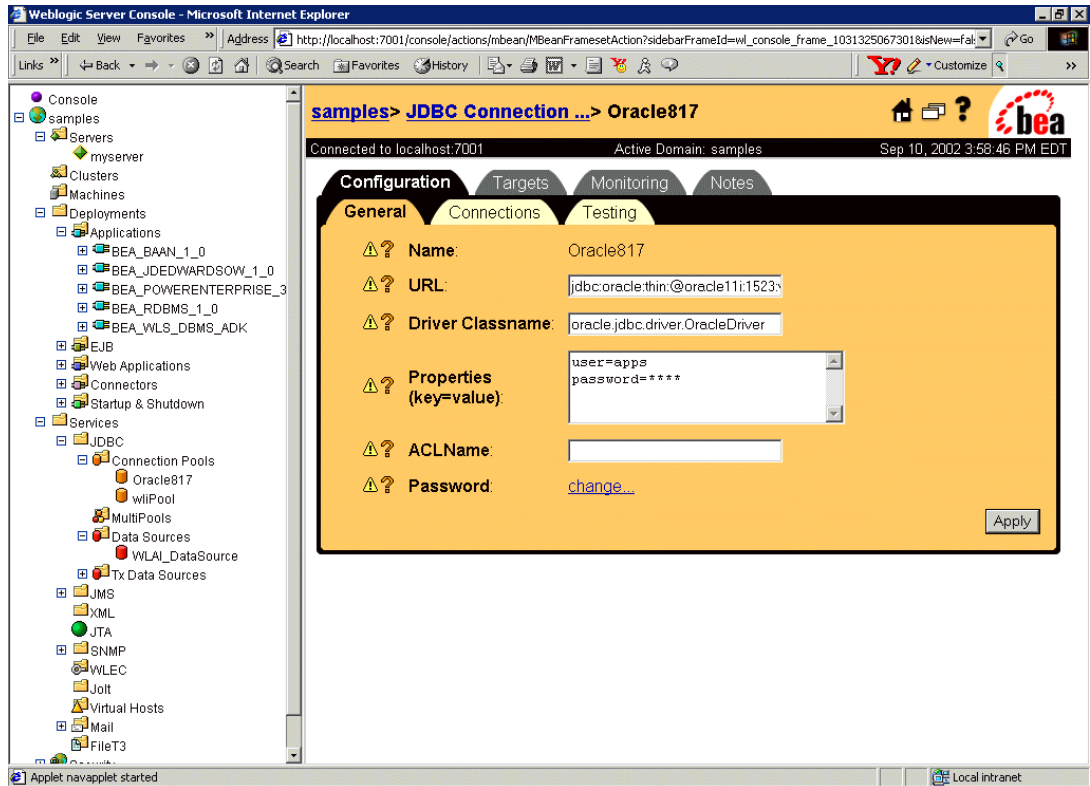 Weblogic Server Console - Microsoft Internet Explorer
File Edit View Favorites » Address http://localhost:7001/console/actions/mbean/MBeanFramesetAction?sidebarFrameId=wl_console_frame_1031325067301&isNew=fal Go
Links » Back Search Favorites History Customize »
Console
samples
Servers
myserver
Clusters
Machines
Deployments
Applications
BEA_BAAN_1_0
BEA_JDEDWARDSOW_1_0
BEA_POWERENTERPRISE_3
BEA_RDBMS_1_0
BEA_WLS_DBMS_ADK
EJB
Web Applications
Connectors
Startup & Shutdown
Services
JDBC
Connection Pools
Oracle817
wliPool
MultiPools
Data Sources
WLAI_DataSource
Tx Data Sources
JMS
XML
JTA
SNMP
WLEC
Jolt
Virtual Hosts
Mail
FileT3
samples> JDBC Connection ...> Oracle817
? bea
Connected to localhost:7001 Active Domain: samples Sep 10, 2002 3:58:46 PM EDT
Configuration Targets Monitoring Notes
General Connections Testing
? Name: Oracle817
? URL: jdbc:oracle:thin:@oracle11i:1523:
? Driver Classname: oracle.jdbc.driver.OracleDriver
? Properties
(key=value):
user=apps
password=****
? ACLName:
? Password: change...
Apply
Applet navapplet started Local intranet